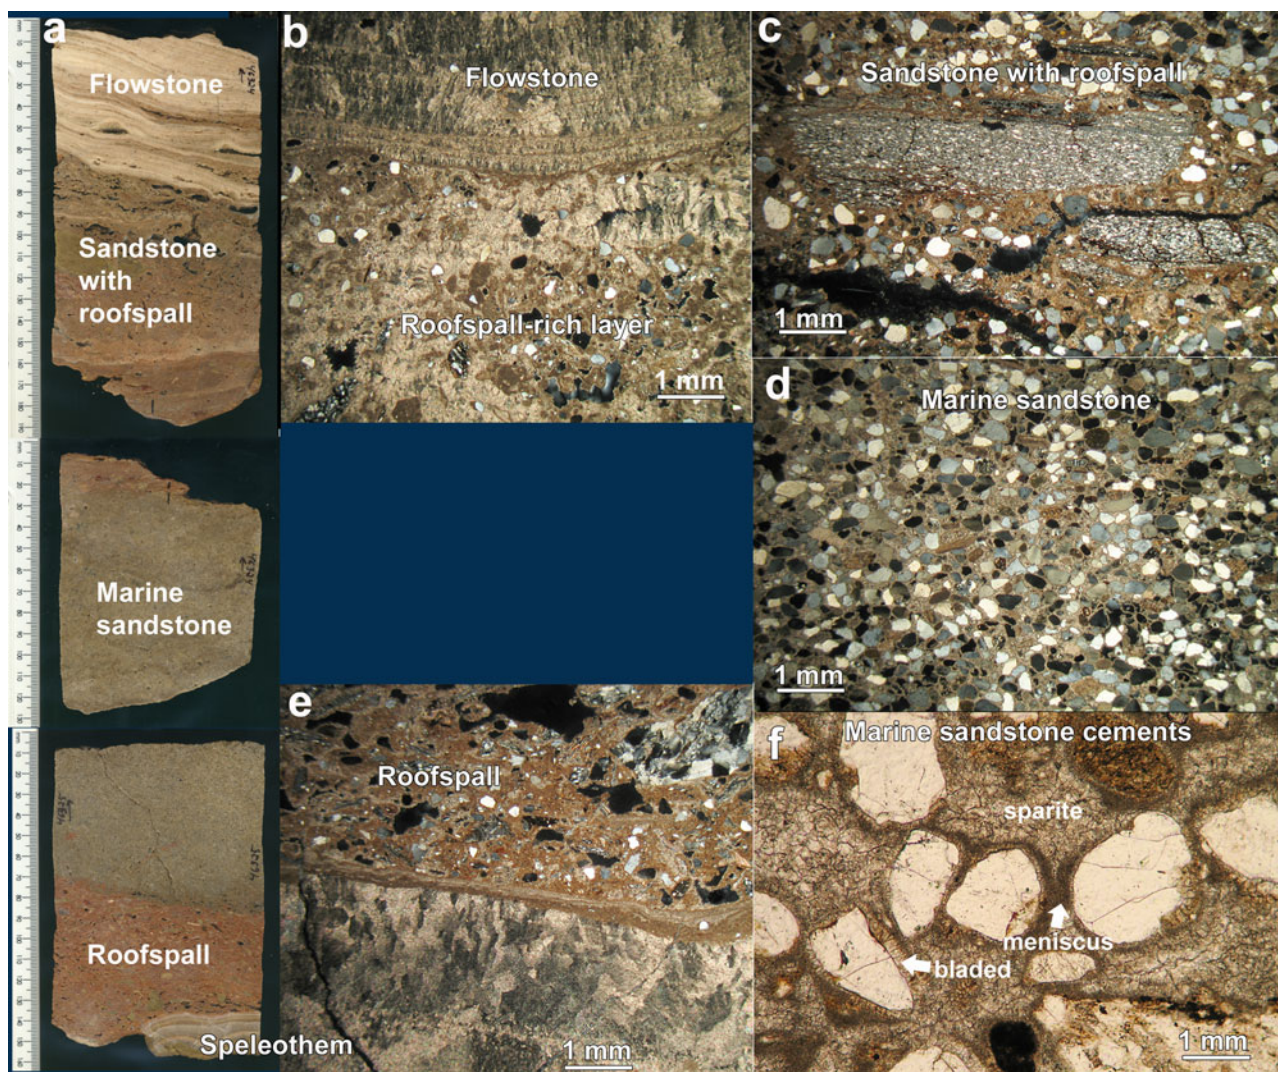 a
Flowstone
Sandstone
with
roofspall
Marine
sandstone
Roofspall
Speleothem
b
Flowstone
Roofspall-rich layer
1 mm
c
Sandstone with roofspall
1 mm
d
Marine sandstone
1 mm
e
Roofspall
1 mm
f
Marine sandstone cements
sparite
meniscus
bladed
1 mm